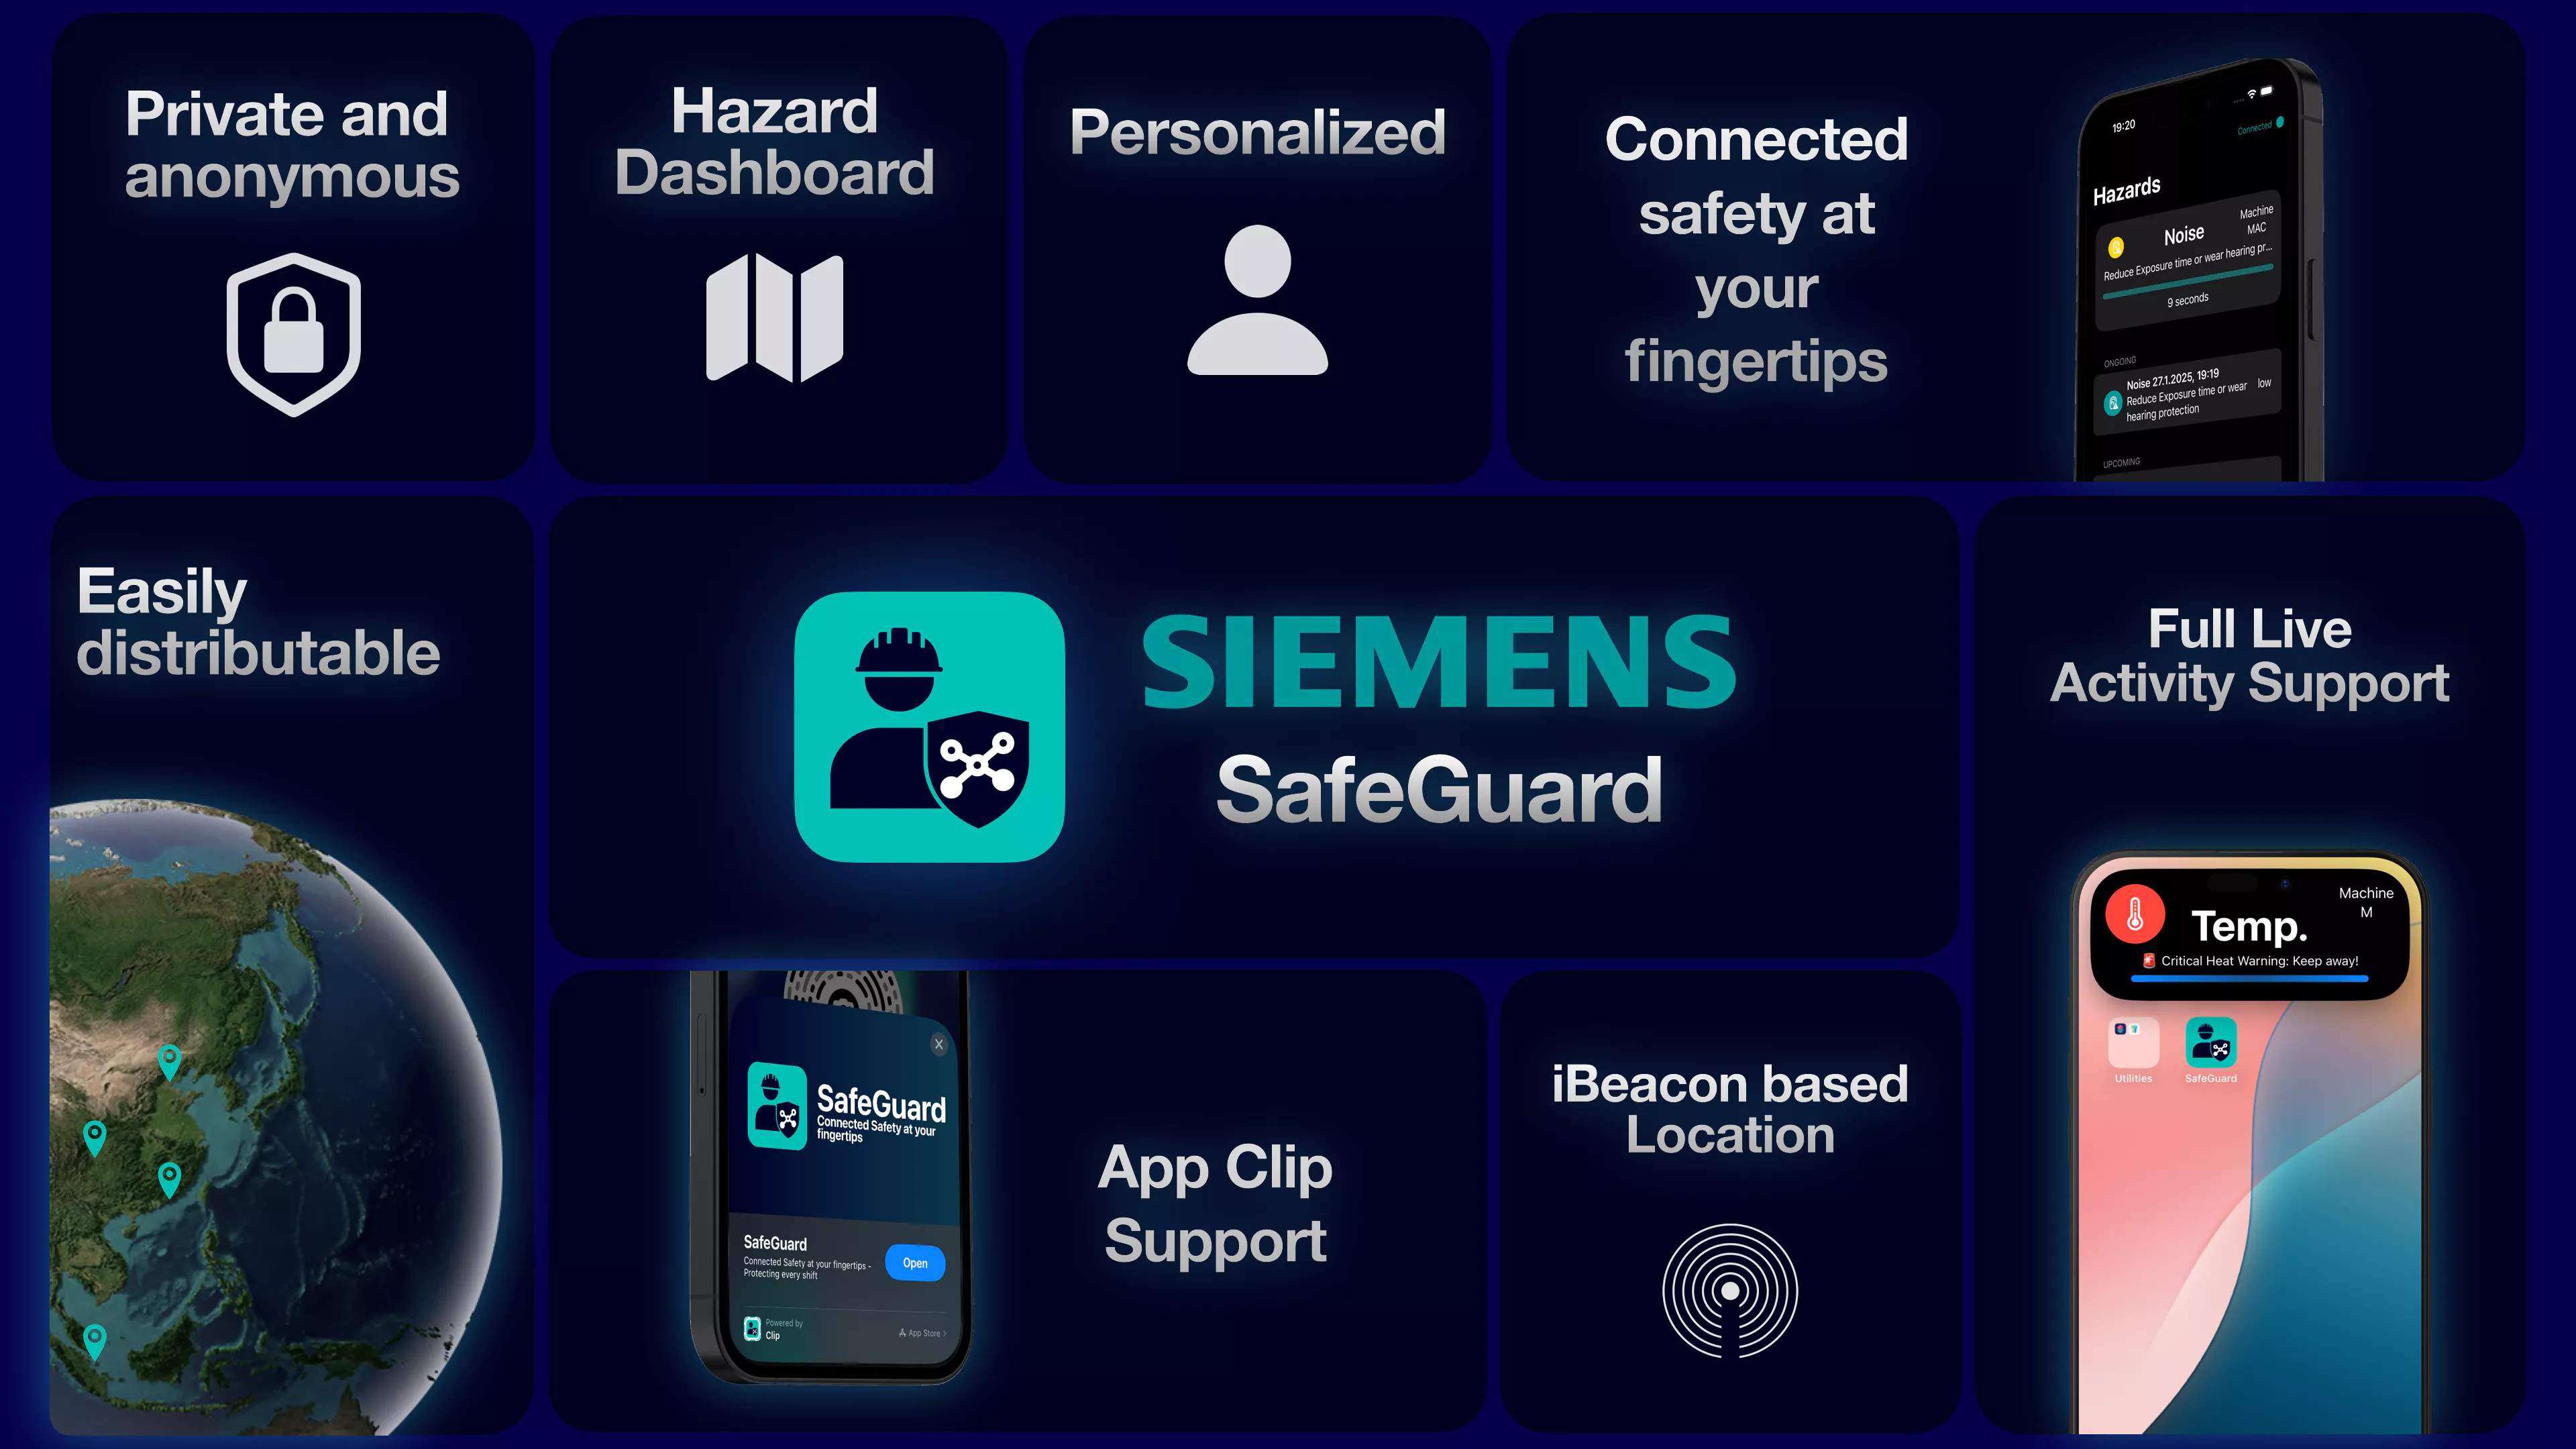 Private and
anonymous
Hazard
Dashboard
Personalized
Connected
safety at
your
fingertips
19:20
Connected
Hazards
Noise
Machine
MAC
Reduce Exposure time or wear hearing pr...
9 seconds
ONGOING
Noise 27.1.2025, 19:19
Reduce Exposure time or wear
hearing protection
low
UPCOMING
Easily
distributable
SIEMENS
SafeGuard
Full Live
Activity Support
Machine
M
Temp.
🚨 Critical Heat Warning: Keep away!
Utilities
SafeGuard
X
SafeGuard
Connected Safety at your
fingertips
SafeGuard
Connected Safety at your fingertips -
Protecting every shift
Open
Powered by
Clip
App Store >
App Clip
Support
iBeacon based
Location